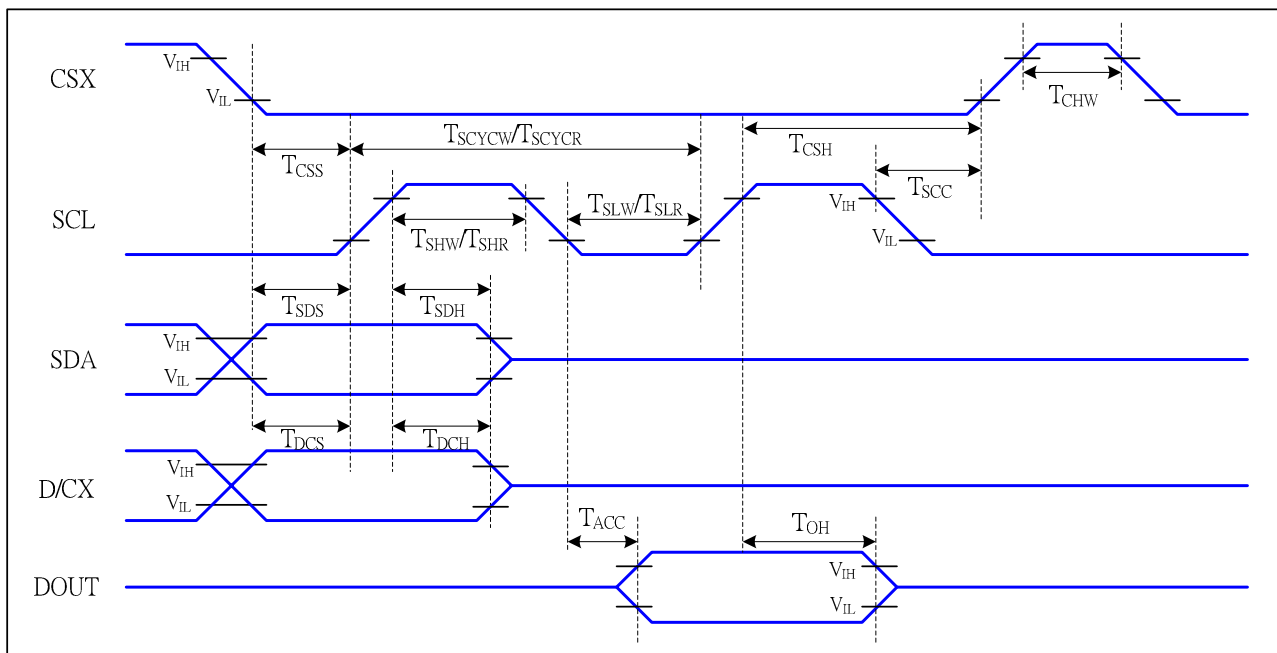 CSX
VIH
VIL
TCHW
TSCYCW/TSCYCR
TCSS
TCSH
TSCC
SCL
TSHW/TSHR
TSLW/TSLR
VIH
VIL
TSDS
TSDH
SDA
VIH
VIL
TDCS
TDCH
D/CX
VIH
VIL
TACC
TOH
DOUT
VIH
VIL